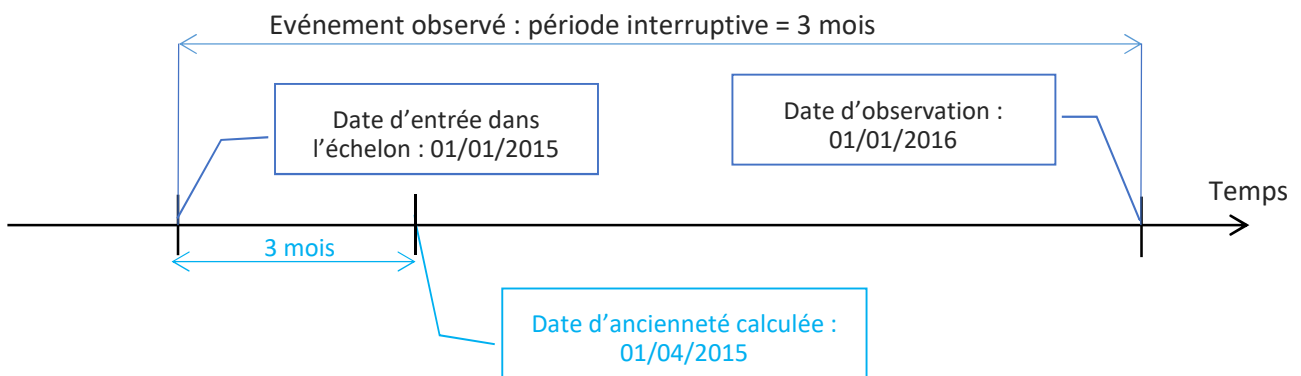 Evénement observé : période interruptive = 3 mois
Date d’entrée dans
l’échelon : 01/01/2015
Date d’observation :
01/01/2016
Temps
3 mois
Date d’ancienneté calculée :
01/04/2015